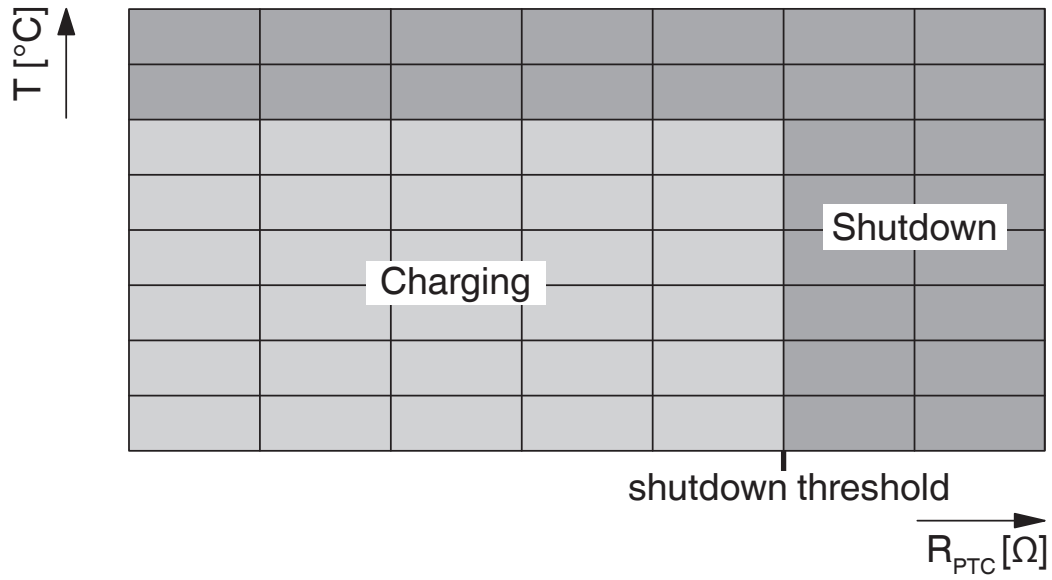 T [°C]
Shutdown
Charging
shutdown threshold
R_PTC [Ω]